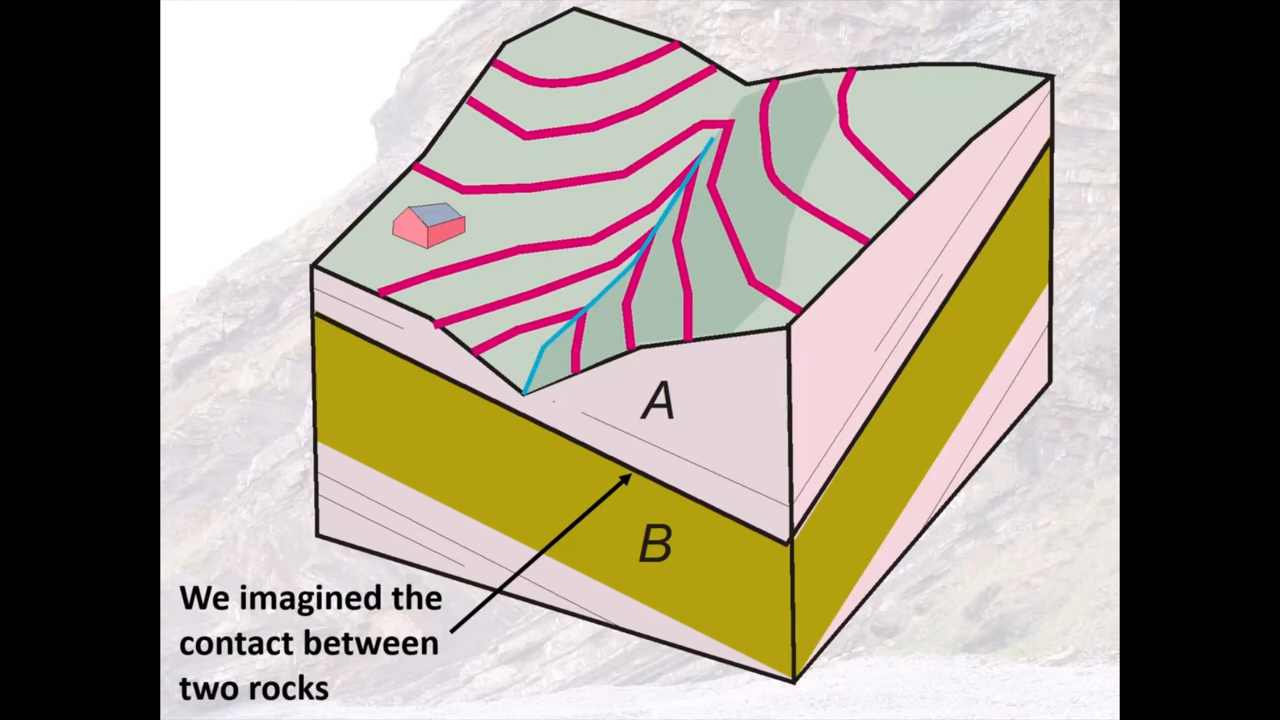 A
B
We imagined the
contact between
two rocks